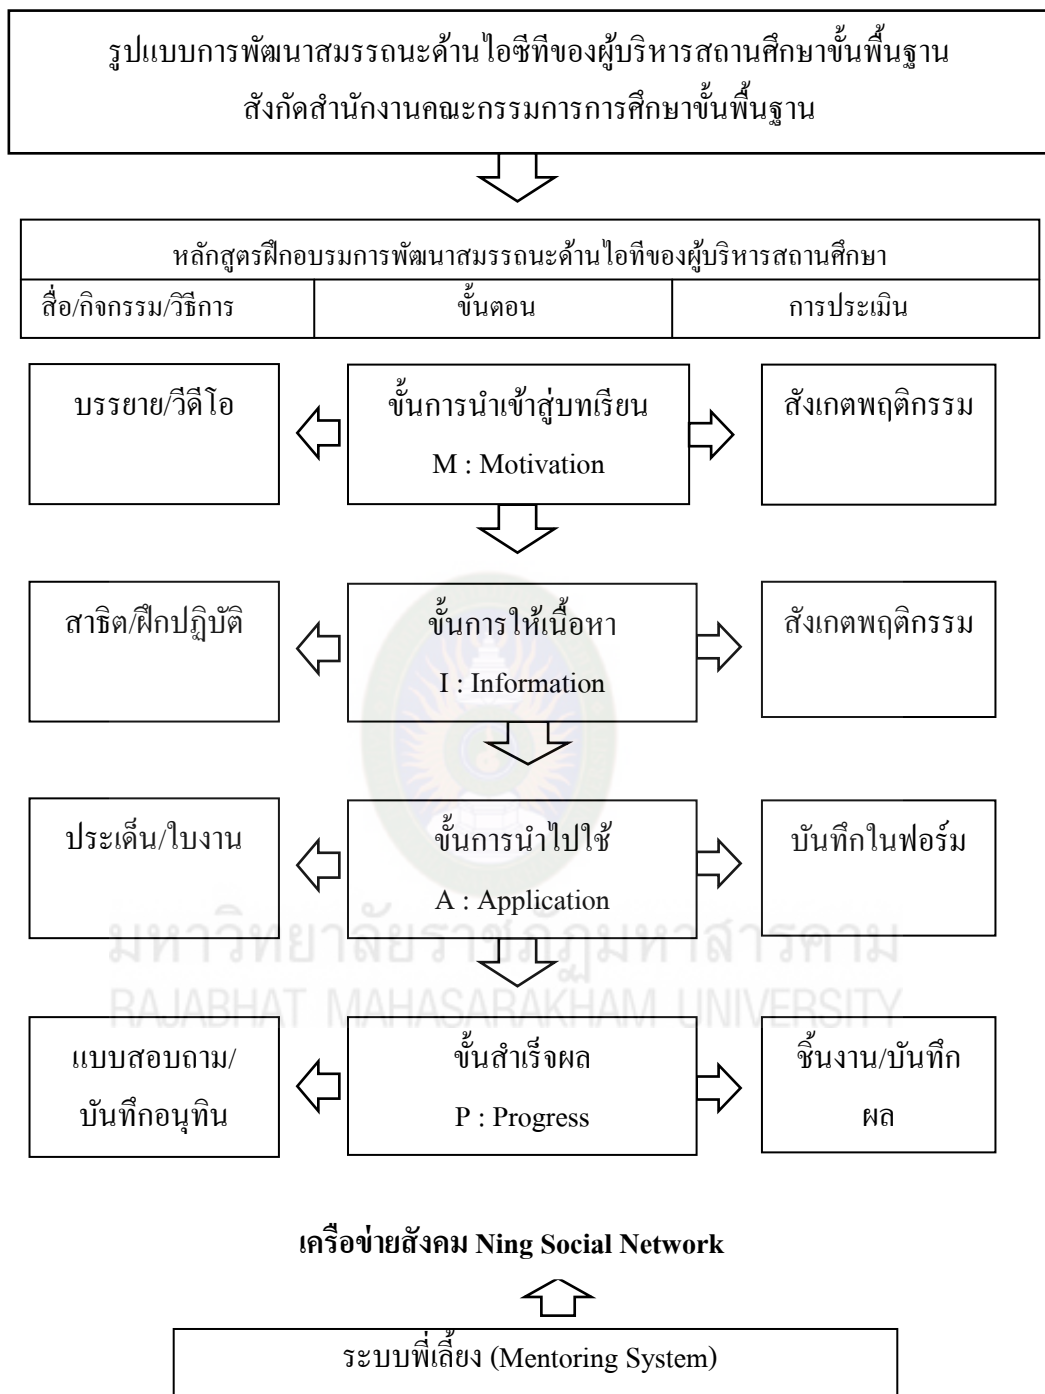 รูปแบบการพัฒนาสมรรถนะด้านไอซีทีของผู้บริหารสถานศึกษาขั้นพื้นฐาน
สังกัดสำนักงานคณะกรรมการการศึกษาขั้นพื้นฐาน
หลักสูตรฝึกอบรมการพัฒนาสมรรถนะด้านไอทีของผู้บริหารสถานศึกษา
สื่อ/กิจกรรม/วิธีการ
ขั้นตอน
การประเมิน
บรรยาย/วีดีโอ
ขั้นการนำเข้าสู่บทเรียน
M : Motivation
สังเกตพฤติกรรม
สาธิต/ฝึกปฏิบัติ
ขั้นการให้เนื้อหา
I : Information
สังเกตพฤติกรรม
ประเด็น/ใบงาน
ขั้นการนำไปใช้
A : Application
บันทึกในฟอร์ม
มหาวิทยาลัยราชภัฏมหาสารคาม
RAJABHAT MAHASARAKHAM UNIVERSITY
แบบสอบถาม/
บันทึกอนุทิน
ขั้นสำเร็จผล
P : Progress
ชิ้นงาน/บันทึก
ผล
เครือข่ายสังคม Ning Social Network
ระบบพี่เลี้ยง (Mentoring System)